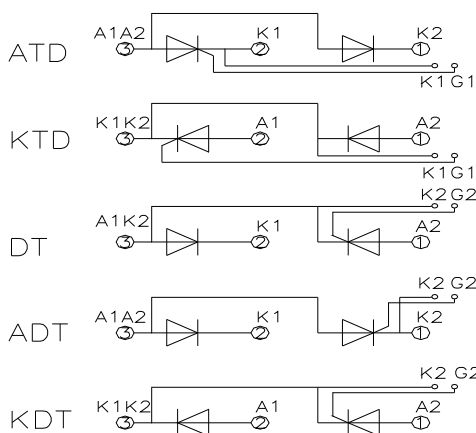 A1A2 K1 K2
ATD 3 2 1
K1 G1
K1K2 A1 A2
KTD 3 2 1
K1G1
K2 G2
A1K2 K1 A2
DT 3 2 1
K2 G2
A1A2 K1 K2
ADT 3 2 1
K2 G2
K1K2 A1 A2
KDT 3 2 1